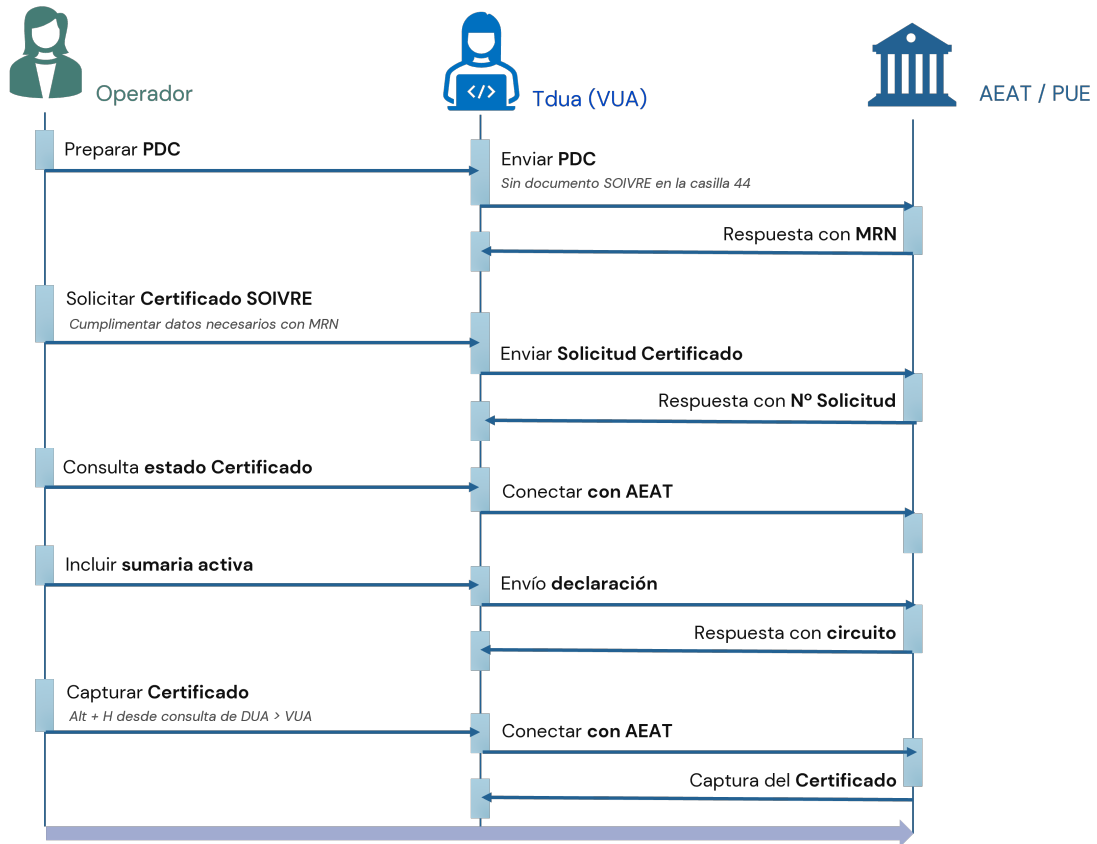 Operador
Tdua (VUA)
AEAT / PUE
Preparar PDC
Enviar PDC
Sin documento SOIVRE en la casilla 44
Respuesta con MRN
Solicitar Certificado SOIVRE
Cumplimentar datos necesarios con MRN
Enviar Solicitud Certificado
Respuesta con Nº Solicitud
Consulta estado Certificado
Conectar con AEAT
Incluir sumaria activa
Envío declaración
Respuesta con circuito
Capturar Certificado
Alt + H desde consulta de DUA > VUA
Conectar con AEAT
Captura del Certificado